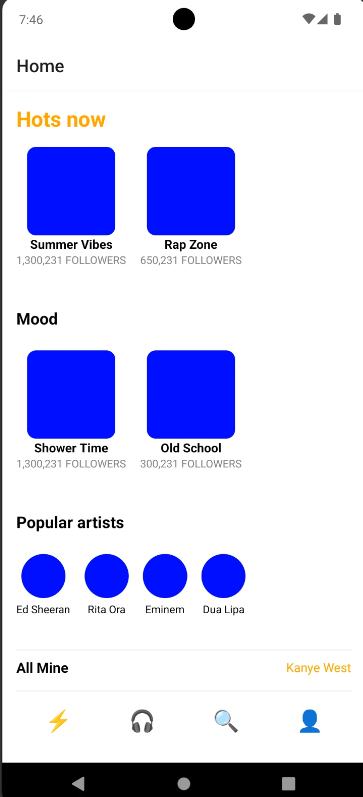 7:46
Home
Hots now
Summer Vibes
1,300,231 FOLLOWERS
Rap Zone
650,231 FOLLOWERS
Mood
Shower Time
1,300,231 FOLLOWERS
Old School
300,231 FOLLOWERS
Popular artists
Ed Sheeran
Rita Ora
Eminem
Dua Lipa
All Mine
Kanye West